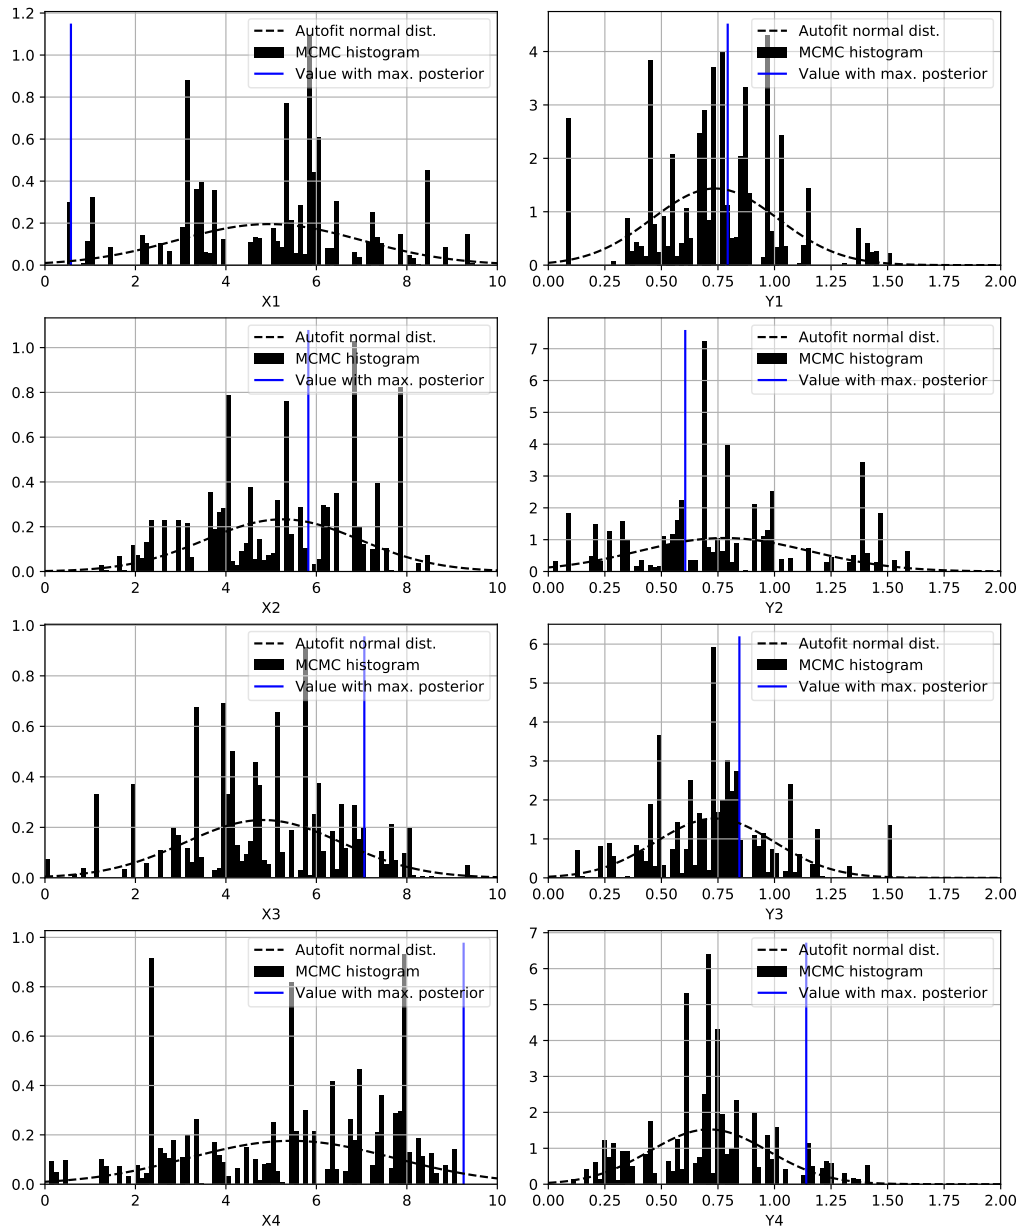 1.2
1.0
0.8
0.6
0.4
0.2
0.0
0 2 4 6 8 10
X1
Autofit normal dist.
MCMC histogram
Value with max. posterior
4
3
2
1
0
0.00 0.25 0.50 0.75 1.00 1.25 1.50 1.75 2.00
Y1
Autofit normal dist.
MCMC histogram
Value with max. posterior
1.0
0.8
0.6
0.4
0.2
0.0
0 2 4 6 8 10
X2
Autofit normal dist.
MCMC histogram
Value with max. posterior
7
6
5
4
3
2
1
0
0.00 0.25 0.50 0.75 1.00 1.25 1.50 1.75 2.00
Y2
Autofit normal dist.
MCMC histogram
Value with max. posterior
1.0
0.8
0.6
0.4
0.2
0.0
0 2 4 6 8 10
X3
Autofit normal dist.
MCMC histogram
Value with max. posterior
6
5
4
3
2
1
0
0.00 0.25 0.50 0.75 1.00 1.25 1.50 1.75 2.00
Y3
Autofit normal dist.
MCMC histogram
Value with max. posterior
1.0
0.8
0.6
0.4
0.2
0.0
0 2 4 6 8 10
X4
Autofit normal dist.
MCMC histogram
Value with max. posterior
7
6
5
4
3
2
1
0
0.00 0.25 0.50 0.75 1.00 1.25 1.50 1.75 2.00
Y4
Autofit normal dist.
MCMC histogram
Value with max. posterior